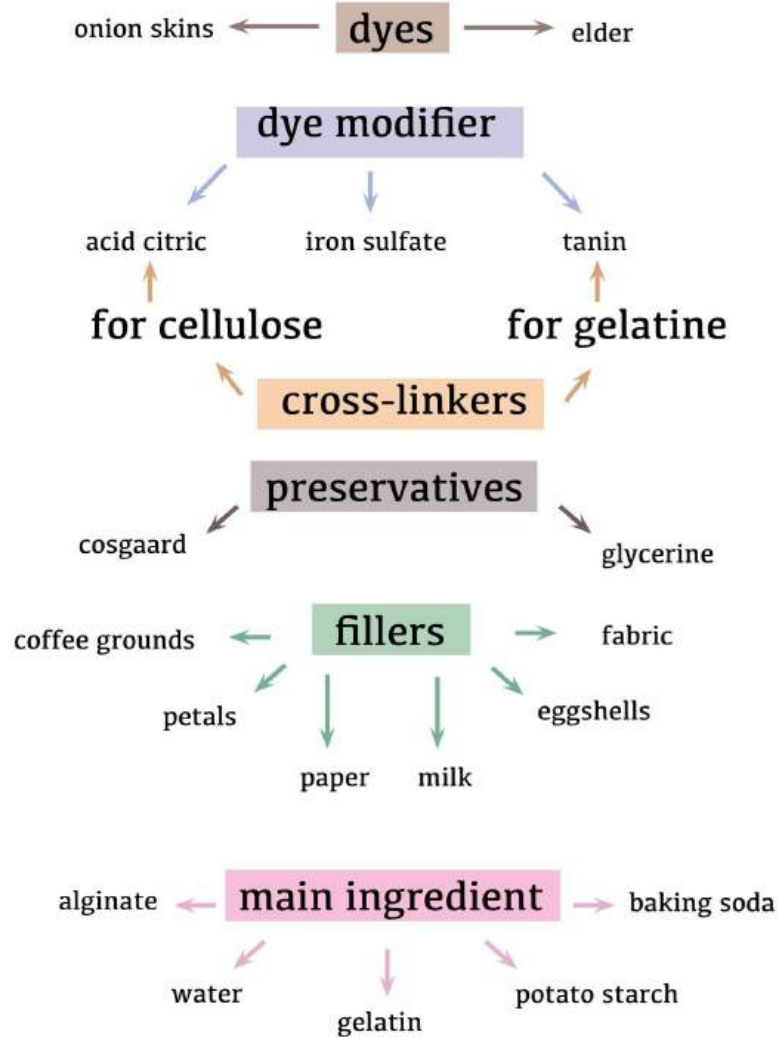 onion skins
dyes
elder
dye modifier
acid citric
iron sulfate
tanin
for cellulose
for gelatine
cross-linkers
preservatives
cosgaard
glycerine
fillers
coffee grounds
fabric
petals
eggshells
paper
milk
main ingredient
alginate
baking soda
water
potato starch
gelatin